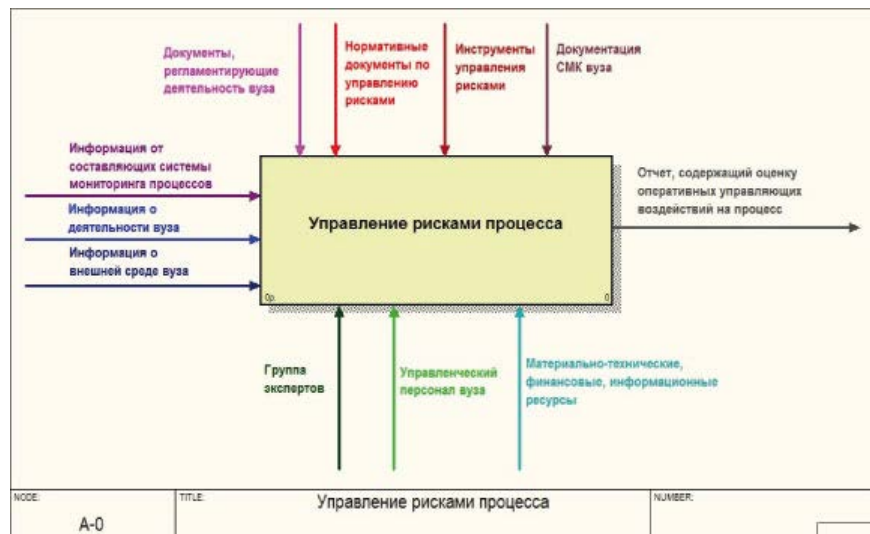 Документы,
регламентирующие
деятельность вуза
Нормативные
документы по
управлению
рисками
Инструменты
управления
рисками
Документация
СМК вуза
Информация от
составляющих системы
мониторинга процессов
Информация о
деятельности вуза
Информация о
внешней среде вуза
Управление рисками процесса
0р.
0
Отчет, содержащий оценку
оперативных управляющих
воздействий на процесс
Группа
экспертов
Управленческий
персонал вуза
Материально-технические,
финансовые, информационные
ресурсы
NODE:
A-0
TITLE:
Управление рисками процесса
NUMBER: